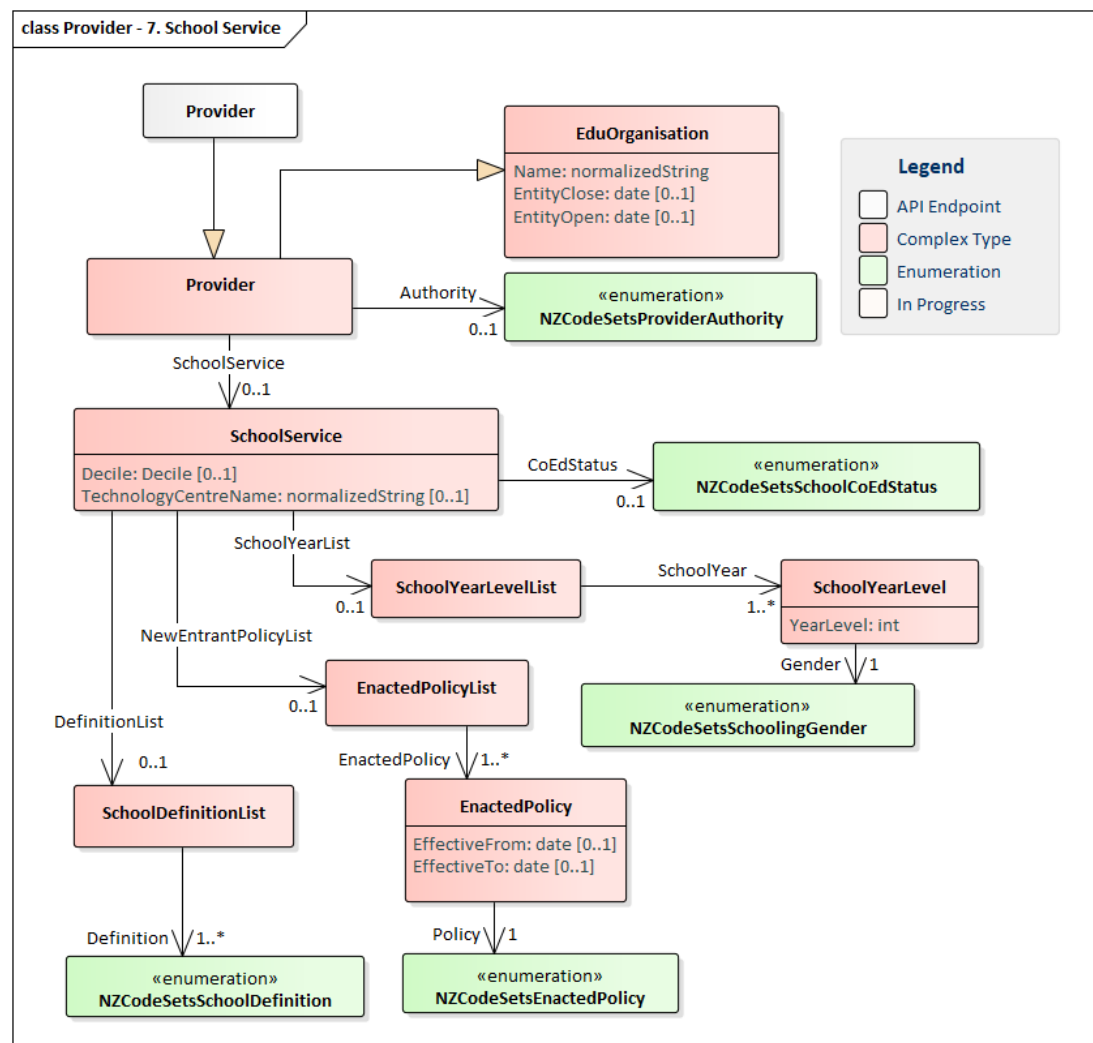 class Provider - 7. School Service
Provider
EduOrganisation
Name: normalizedString
EntityClose: date [0..1]
EntityOpen: date [0..1]
Legend
API Endpoint
Complex Type
Enumeration
In Progress
Provider
Authority
0..1
«enumeration»
NZCodeSetsProviderAuthority
SchoolService
0..1
SchoolService
Decile: Decile [0..1]
TechnologyCentreName: normalizedString [0..1]
CoEdStatus
0..1
«enumeration»
NZCodeSetsSchoolCoEdStatus
SchoolYearList
0..1
SchoolYearLevelList
SchoolYear
1..*
SchoolYearLevel
YearLevel: int
Gender
1
«enumeration»
NZCodeSetsSchoolingGender
NewEntrantPolicyList
0..1
EnactedPolicyList
DefinitionList
0..1
SchoolDefinitionList
EnactedPolicy
1..*
EnactedPolicy
EffectiveFrom: date [0..1]
EffectiveTo: date [0..1]
Definition
1..*
«enumeration»
NZCodeSetsSchoolDefinition
Policy
1
«enumeration»
NZCodeSetsEnactedPolicy